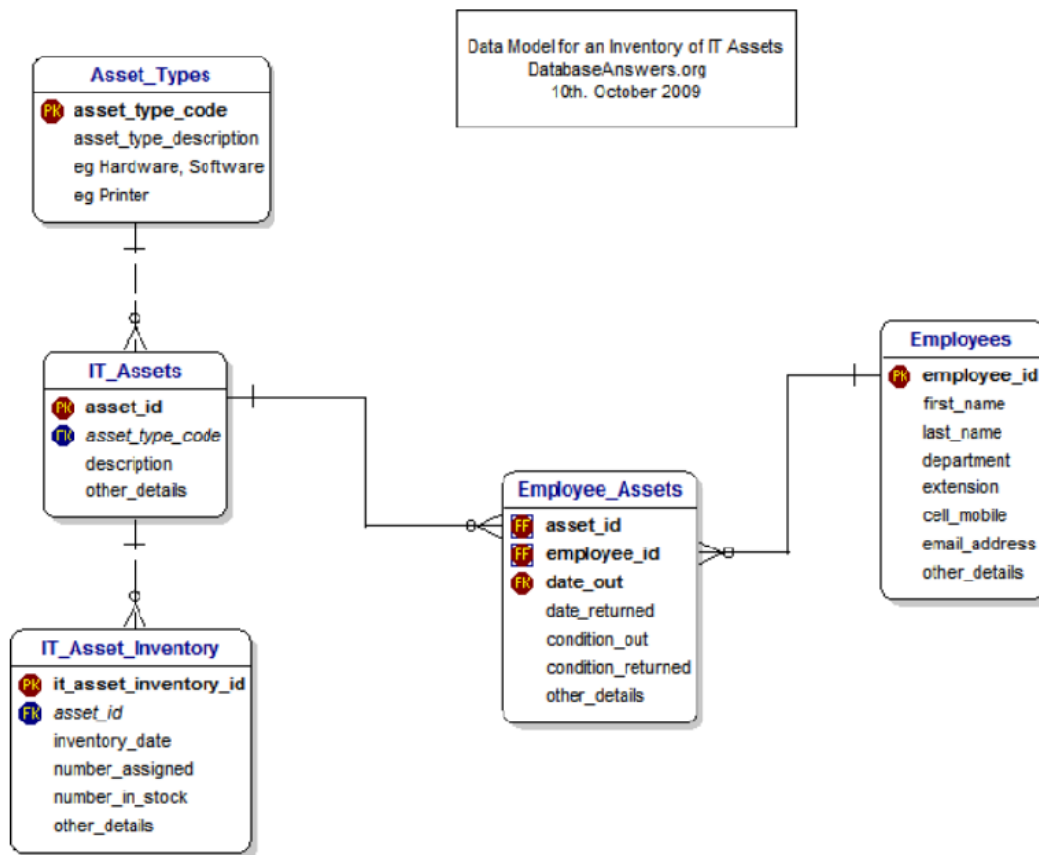 Data Model for an Inventory of IT Assets
DatabaseAnswers.org
10th. October 2009
Asset_Types
PK asset_type_code
asset_type_description
eg Hardware, Software
eg Printer
IT_Assets
PK asset_id
FK asset_type_code
description
other_details
IT_Asset_Inventory
PK it_asset_inventory_id
FK asset_id
inventory_date
number_assigned
number_in_stock
other_details
Employee_Assets
FF asset_id
FF employee_id
PK date_out
date_returned
condition_out
condition_returned
other_details
Employees
PK employee_id
first_name
last_name
department
extension
cell_mobile
email_address
other_details